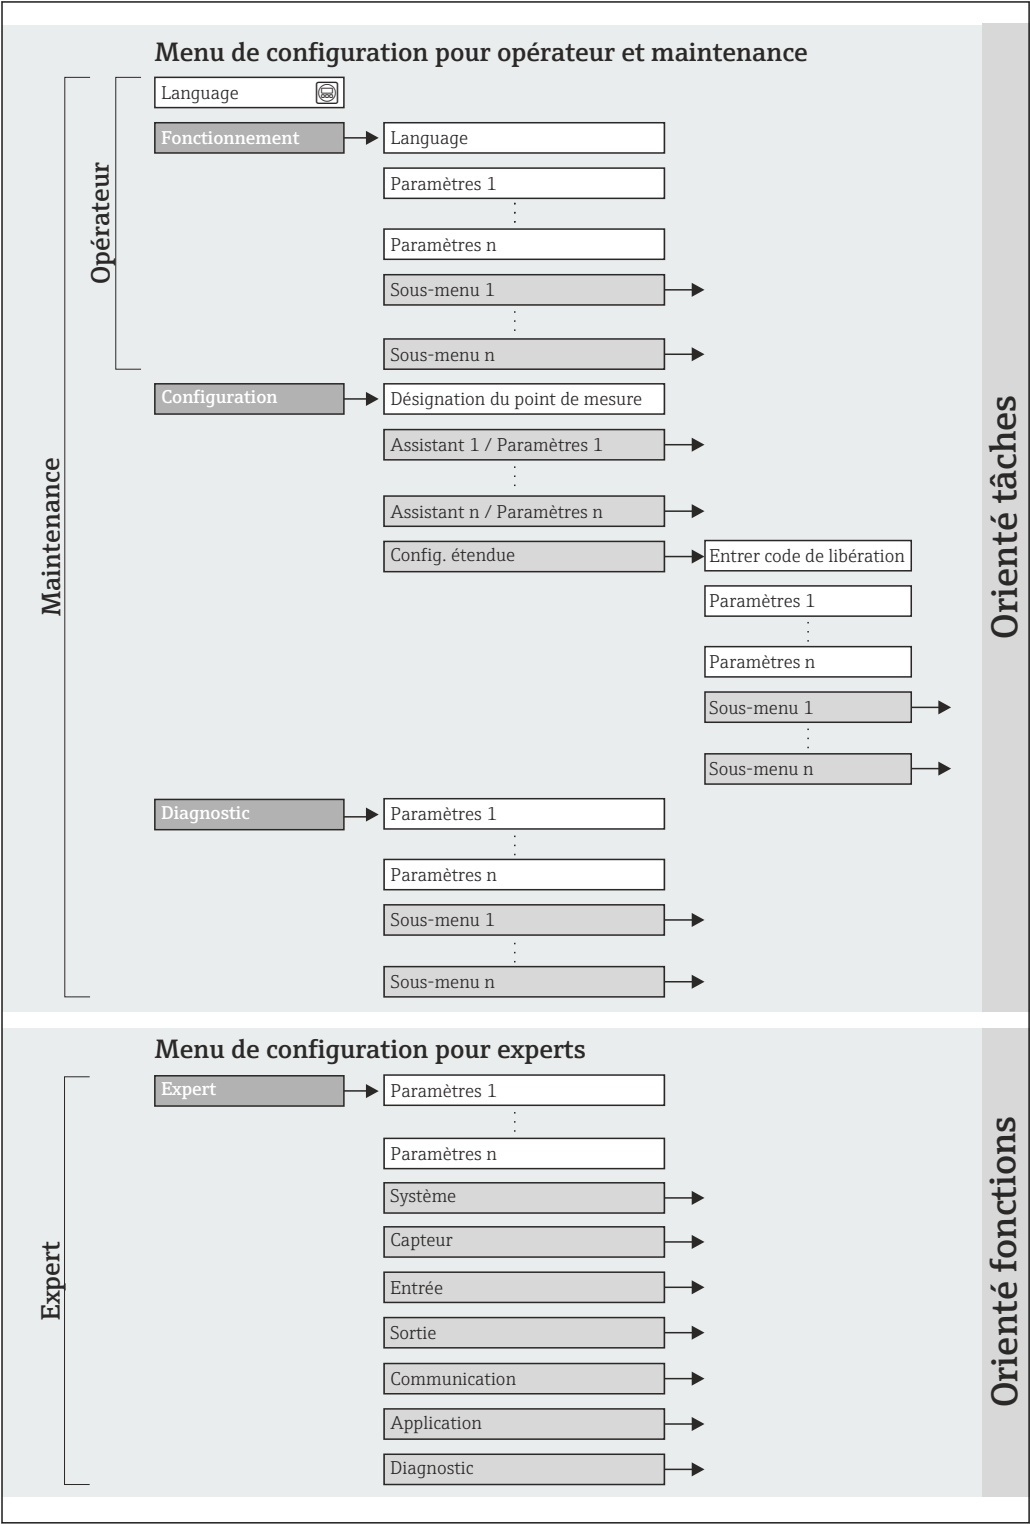 Menu de configuration pour opérateur et maintenance
Language
Fonctionnement
Language
Paramètres 1
Paramètres n
Sous-menu 1
Sous-menu n
Opérateur
Configuration
Désignation du point de mesure
Assistant 1 / Paramètres 1
Assistant n / Paramètres n
Config. étendue
Entrer code de libération
Paramètres 1
Paramètres n
Sous-menu 1
Sous-menu n
Diagnostic
Paramètres 1
Paramètres n
Sous-menu 1
Sous-menu n
Maintenance
Orienté tâches
Menu de configuration pour experts
Expert
Paramètres 1
Paramètres n
Système
Capteur
Entrée
Sortie
Communication
Application
Diagnostic
Expert
Orienté fonctions